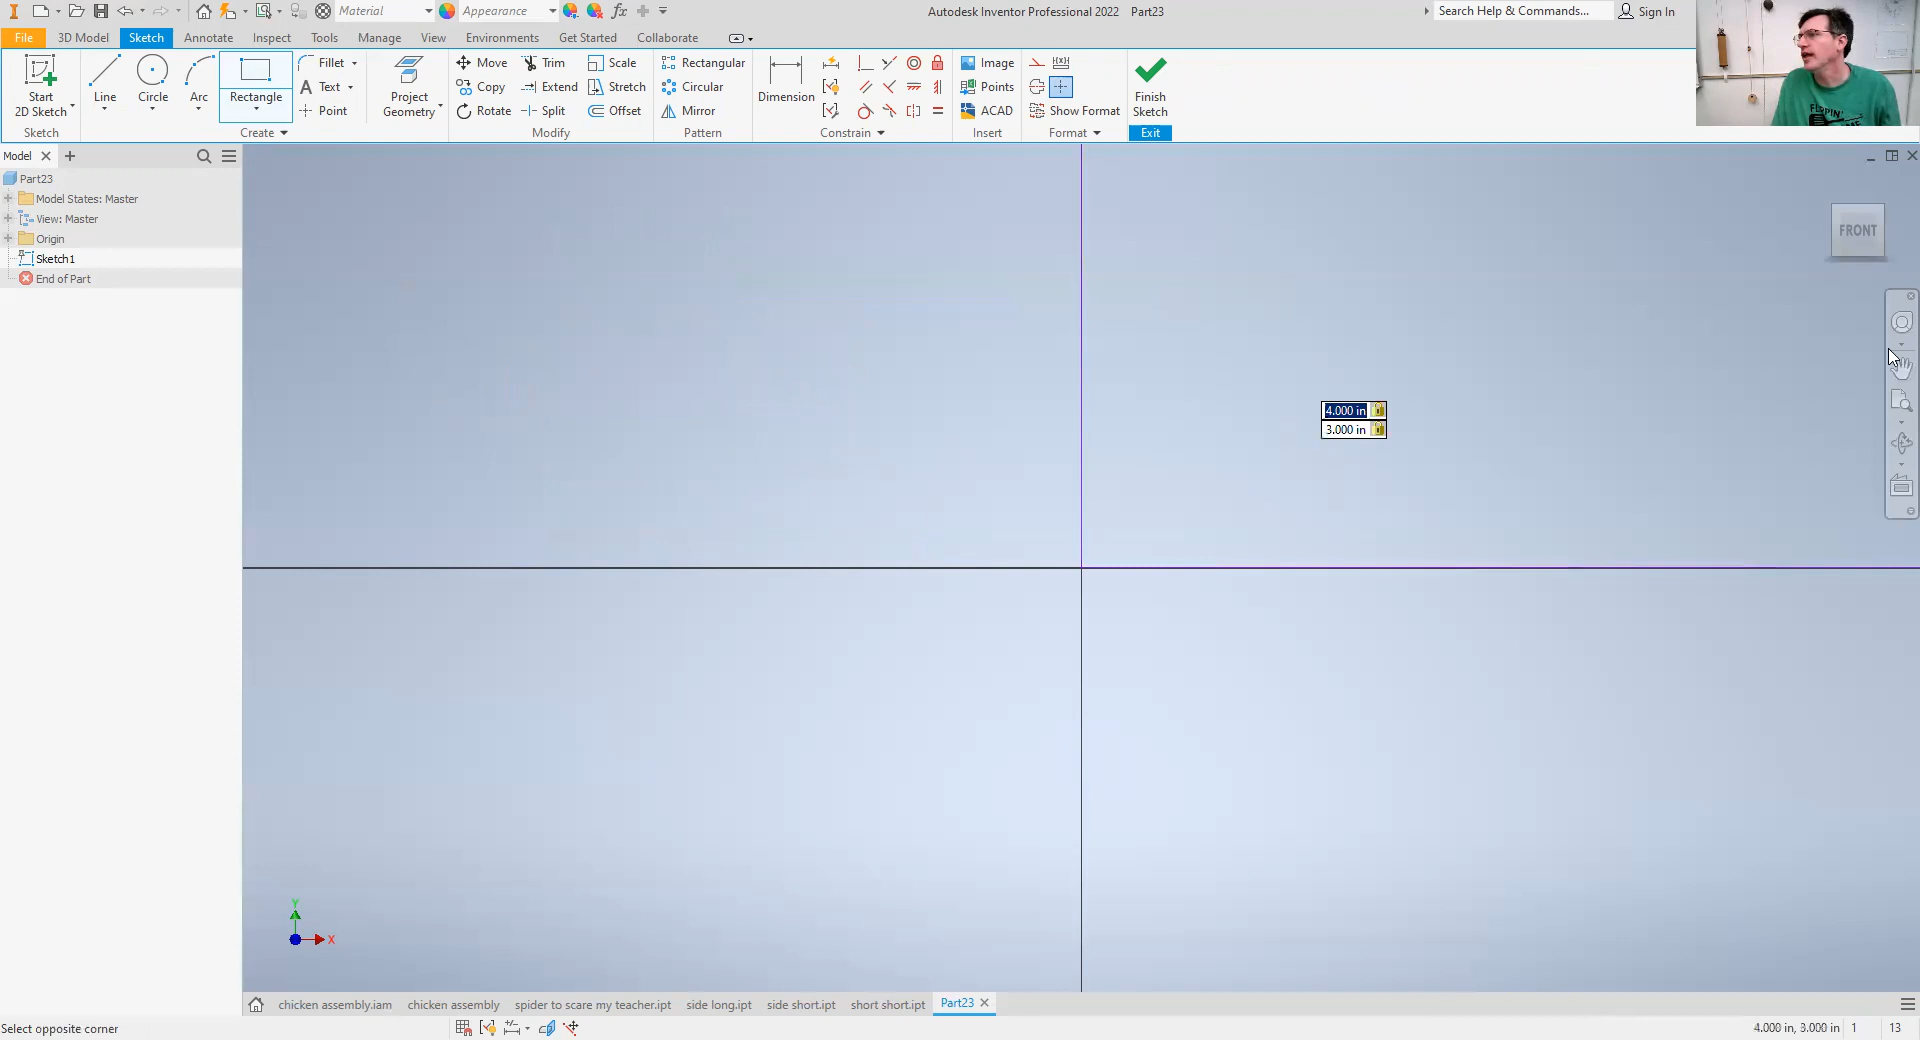 Material
Appearance
fx
Autodesk Inventor Professional 2022 Part23
Search Help & Commands...
Sign In
File 3D Model Sketch Annotate Inspect Tools Manage View Environments Get Started Collaborate
Start
2D Sketch
Sketch
Line
Circle
Arc
Rectangle
Fillet
Text
Point
Create
Project
Geometry
Move
Copy
Rotate
Trim
Extend
Split
Scale
Stretch
Offset
Modify
Rectangular
Circular
Mirror
Pattern
Dimension
Constrain
Image
Points
ACAD
Insert
Show Format
Format
Finish
Sketch
Exit
Model
Part23
Model States: Master
View: Master
Origin
Sketch1
End of Part
FRONT
4.000 in
3.000 in
Y
X
chicken assembly.iam chicken assembly spider to scare my teacher.ipt side long.ipt side short.ipt short short.ipt Part23
Select opposite corner
4.000 in, 3.000 in 1 13